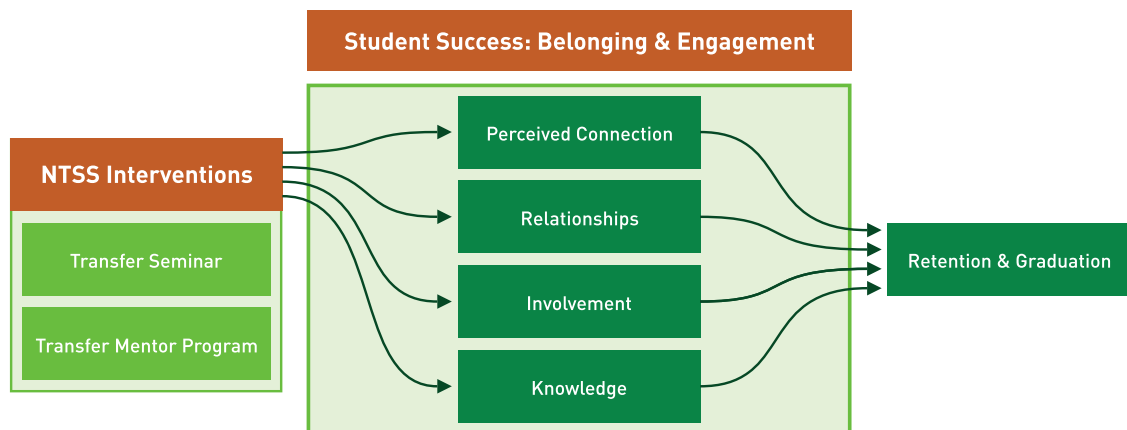 Student Success: Belonging & Engagement
NTSS Interventions
Transfer Seminar
Transfer Mentor Program
Perceived Connection
Relationships
Involvement
Knowledge
Retention & Graduation